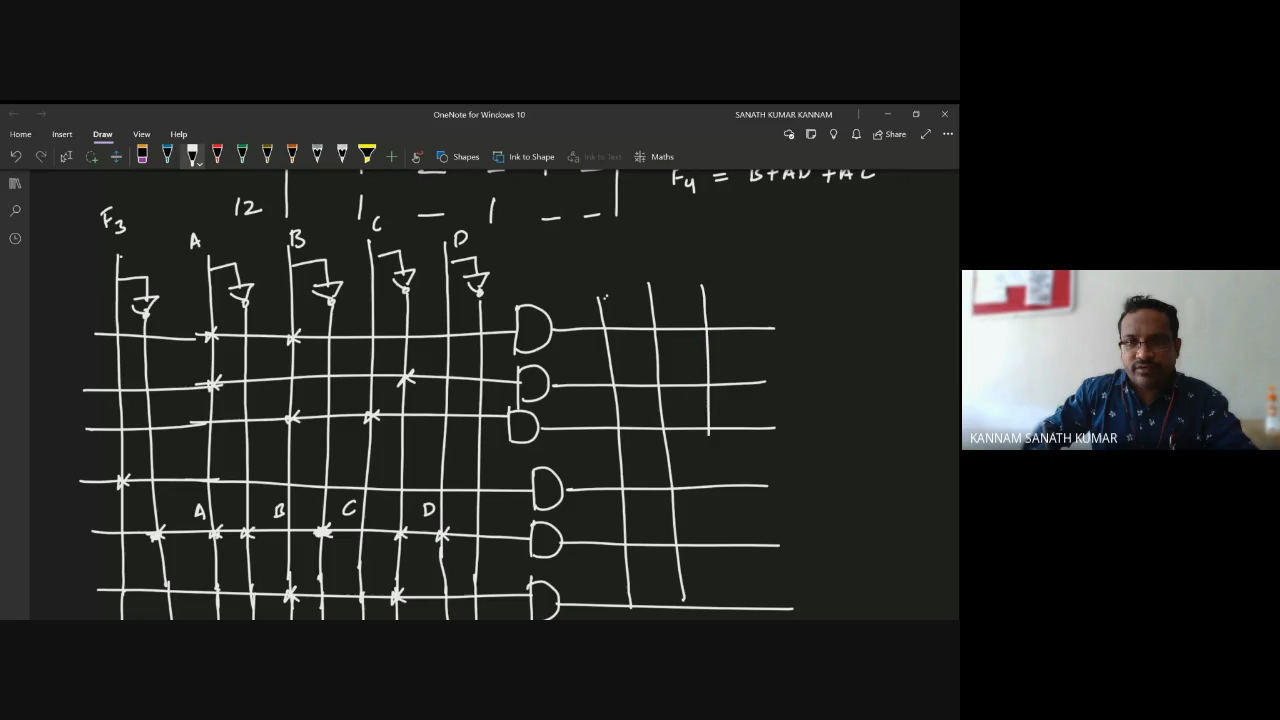 OneNote for Windows 10
SANATH KUMAR KANNAM
Home Insert Draw View Help
Share
Shapes Ink to Shape Ink to Text Maths
F4 = B+AD+AC
12 | – | – –
F3 A B C D
A B C D
KANNAM SANATH KUMAR